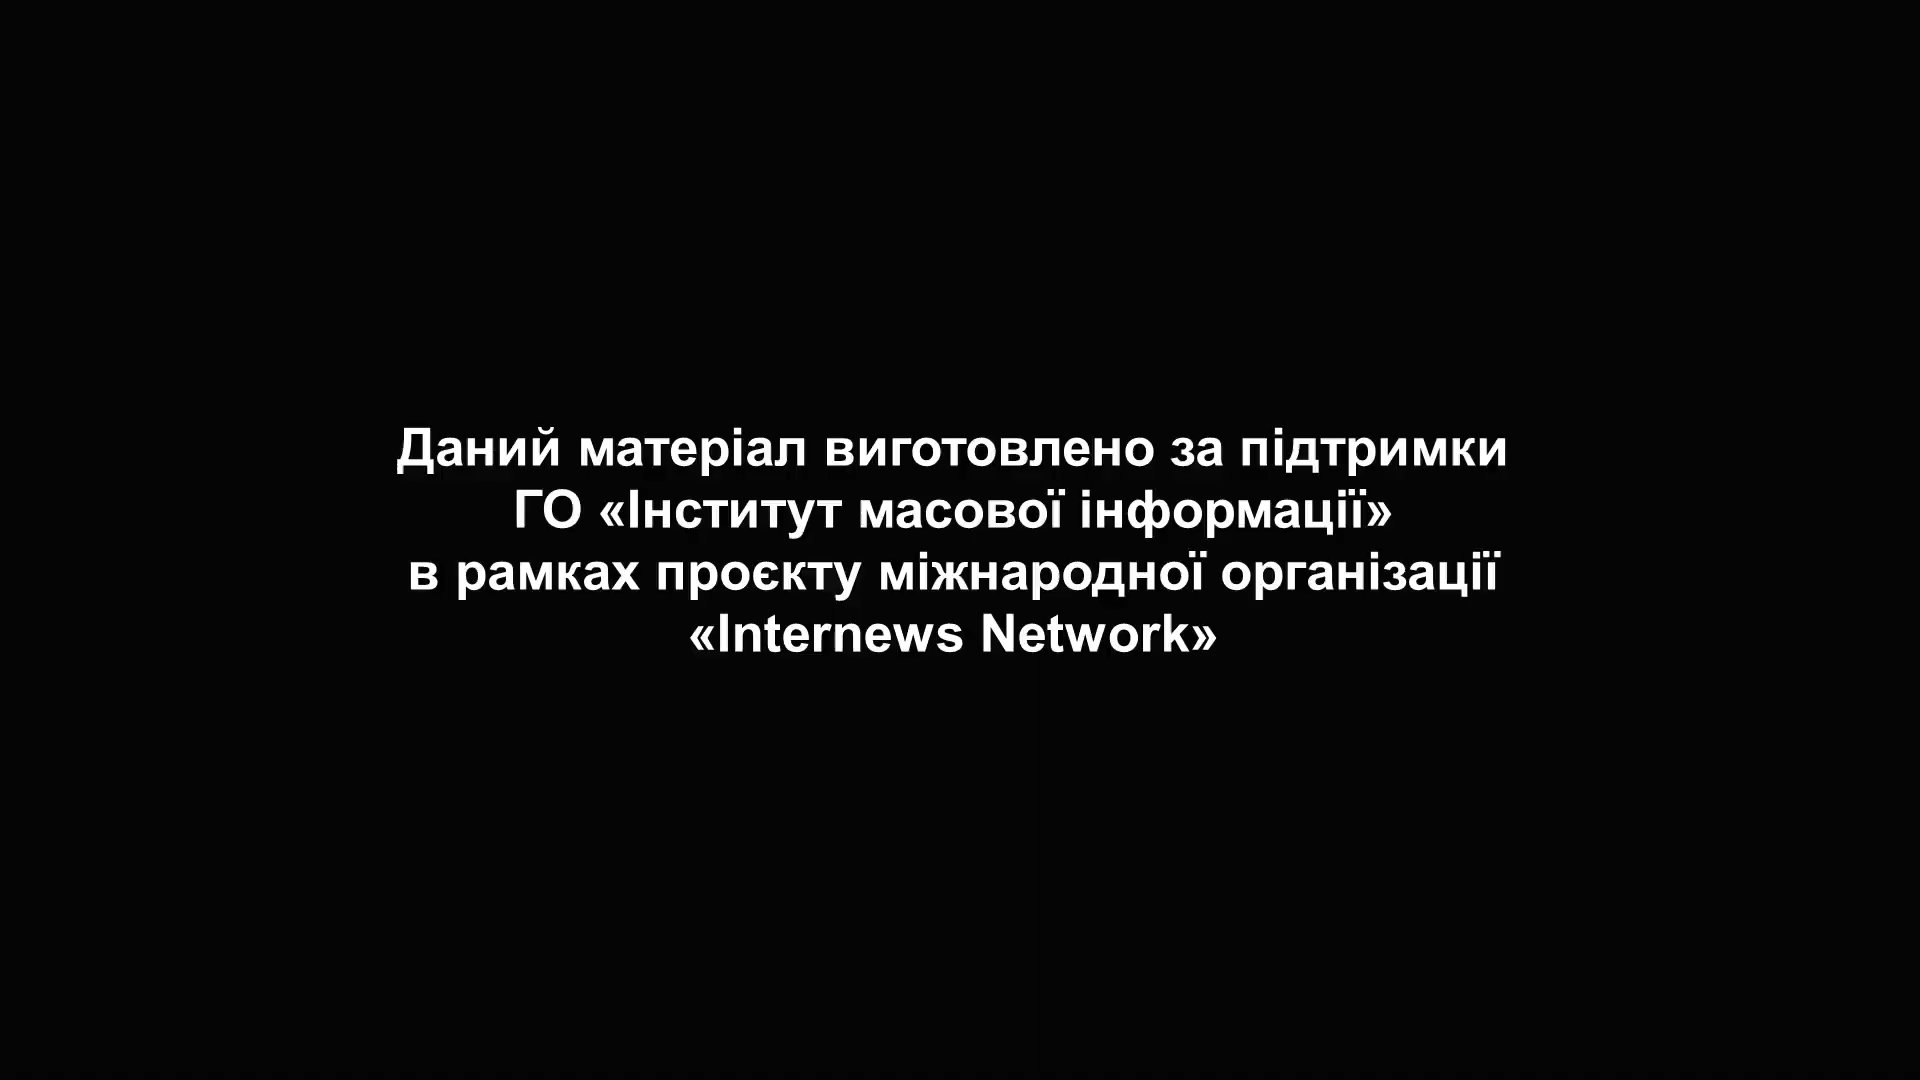 Даний матеріал виготовлено за підтримки
ГО «Інститут масової інформації»
в рамках проєкту міжнародної організації
«Internews Network»